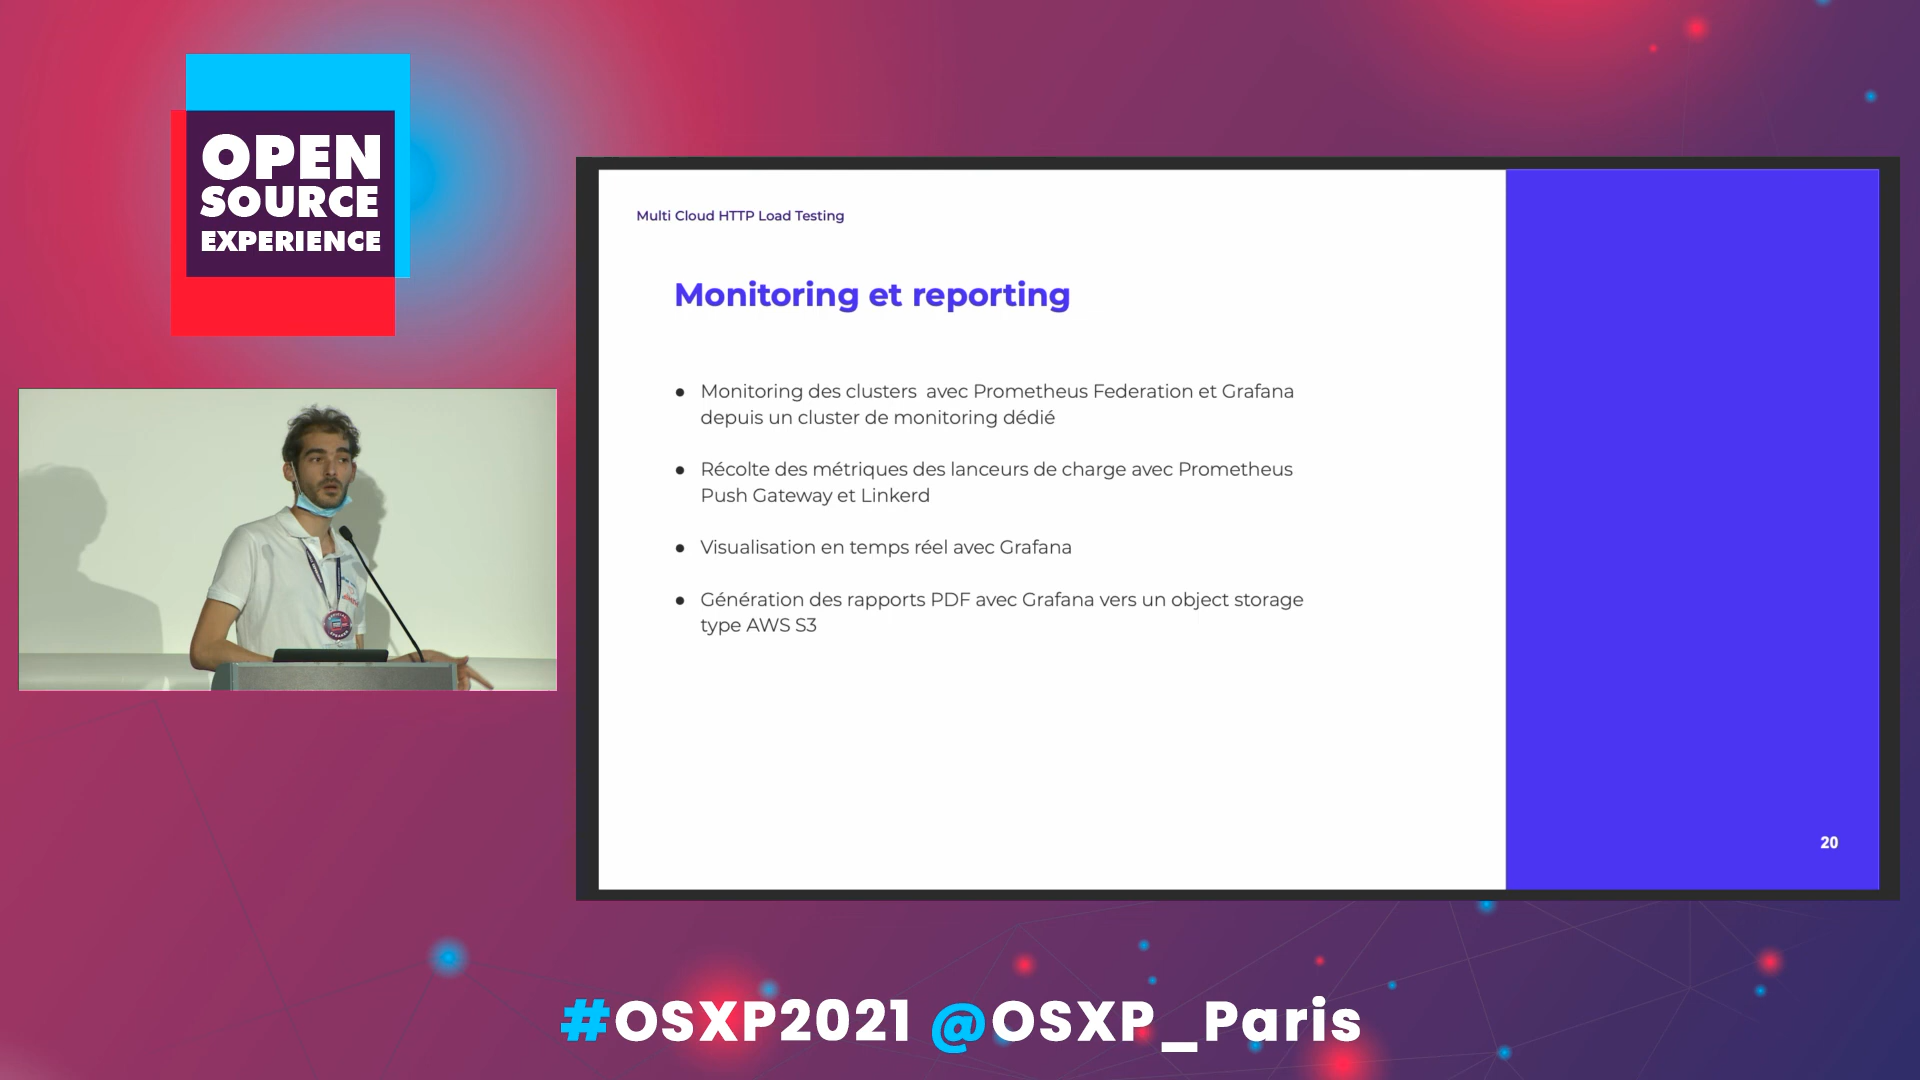 OPEN
SOURCE
EXPERIENCE
Multi Cloud HTTP Load Testing
Monitoring et reporting
● Monitoring des clusters avec Prometheus Federation et Grafana
depuis un cluster de monitoring dédié
● Récolte des métriques des lanceurs de charge avec Prometheus
Push Gateway et Linkerd
● Visualisation en temps réel avec Grafana
● Génération des rapports PDF avec Grafana vers un object storage
type AWS S3
20
#OSXP2021 @OSXP_Paris